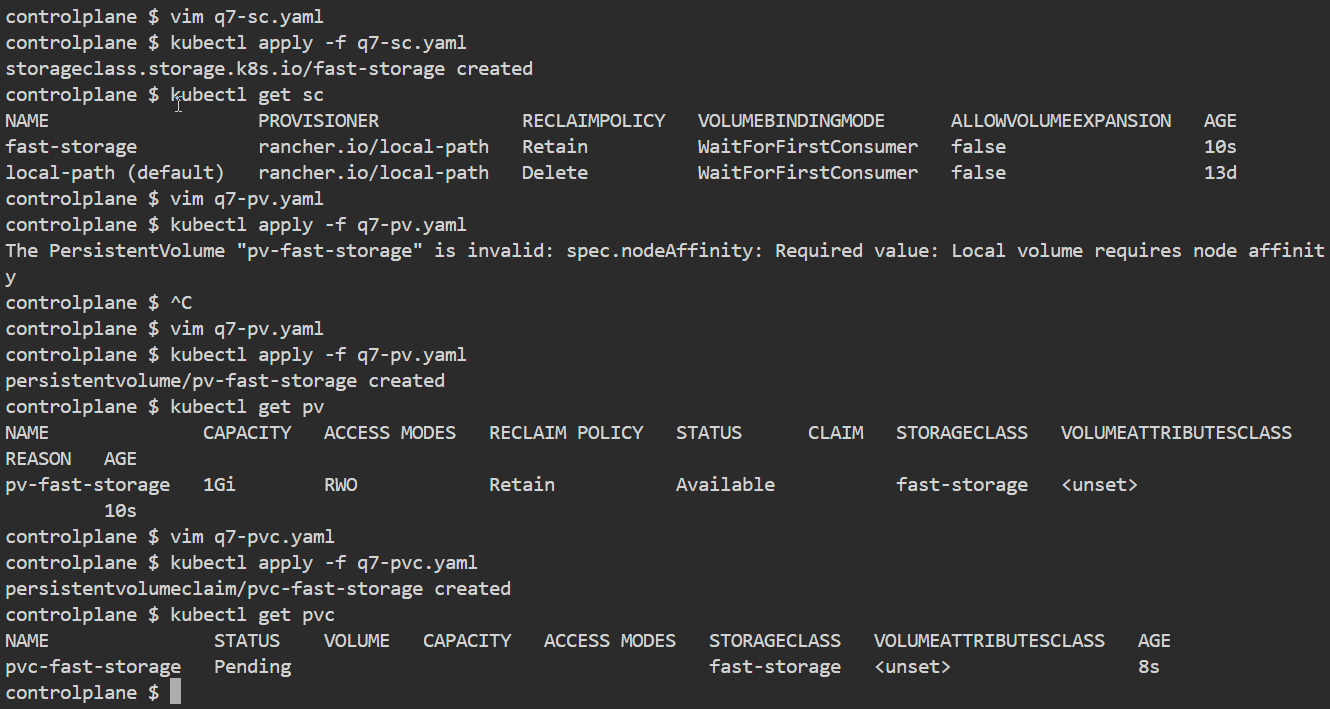 controlplane $ vim q7-sc.yaml
controlplane $ kubectl apply -f q7-sc.yaml
storageclass.storage.k8s.io/fast-storage created
controlplane $ kubectl get sc
NAME                   PROVISIONER             RECLAIMPOLICY   VOLUMEBINDINGMODE      ALLOWVOLUMEEXPANSION   AGE
fast-storage           rancher.io/local-path   Retain          WaitForFirstConsumer   false                  10s
local-path (default)   rancher.io/local-path   Delete          WaitForFirstConsumer   false                  13d
controlplane $ vim q7-pv.yaml
controlplane $ kubectl apply -f q7-pv.yaml
The PersistentVolume "pv-fast-storage" is invalid: spec.nodeAffinity: Required value: Local volume requires node affinit
y
controlplane $ ^C
controlplane $ vim q7-pv.yaml
controlplane $ kubectl apply -f q7-pv.yaml
persistentvolume/pv-fast-storage created
controlplane $ kubectl get pv
NAME              CAPACITY   ACCESS MODES   RECLAIM POLICY   STATUS      CLAIM   STORAGECLASS   VOLUMEATTRIBUTESCLASS
REASON   AGE
pv-fast-storage   1Gi        RWO            Retain           Available           fast-storage   <unset>
         10s
controlplane $ vim q7-pvc.yaml
controlplane $ kubectl apply -f q7-pvc.yaml
persistentvolumeclaim/pvc-fast-storage created
controlplane $ kubectl get pvc
NAME               STATUS    VOLUME   CAPACITY   ACCESS MODES   STORAGECLASS   VOLUMEATTRIBUTESCLASS   AGE
pvc-fast-storage   Pending                                      fast-storage   <unset>                 8s
controlplane $